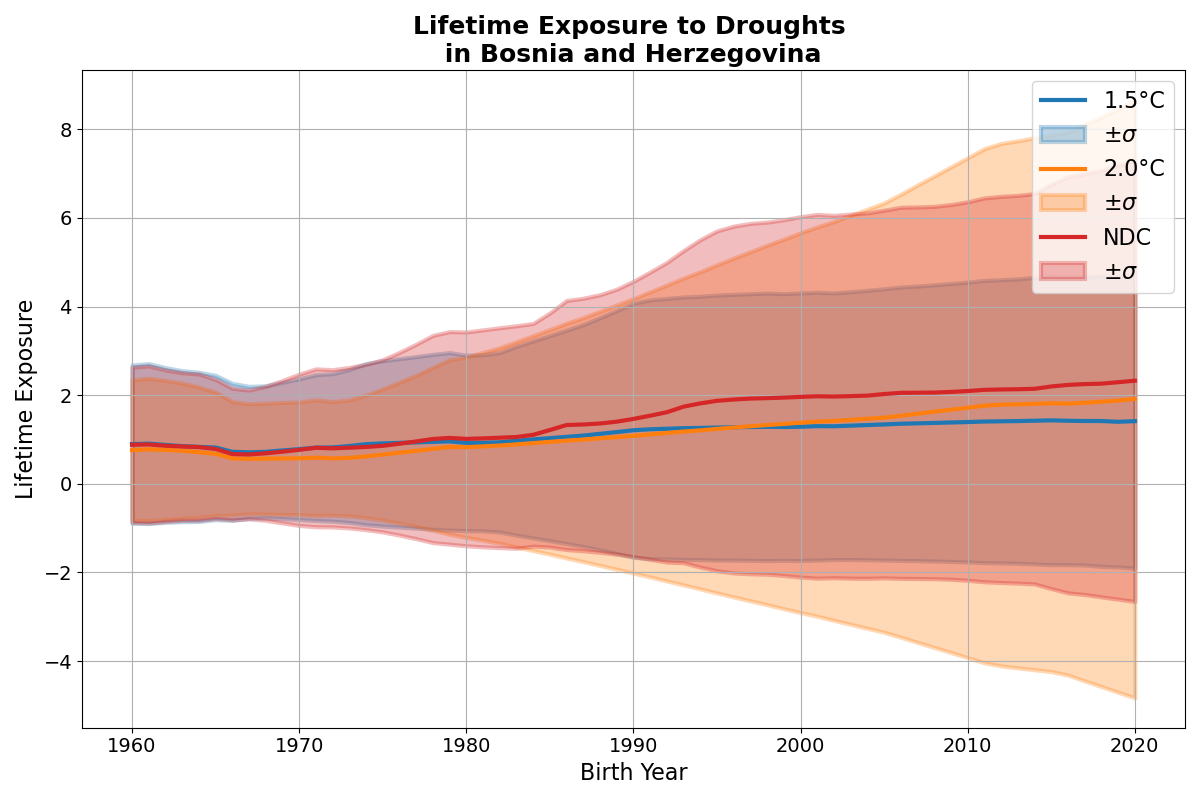 Lifetime Exposure to Droughts
in Bosnia and Herzegovina
Lifetime Exposure
8
6
4
2
0
−2
−4
1960 1970 1980 1990 2000 2010 2020
Birth Year
1.5°C
±σ
2.0°C
±σ
NDC
±σ